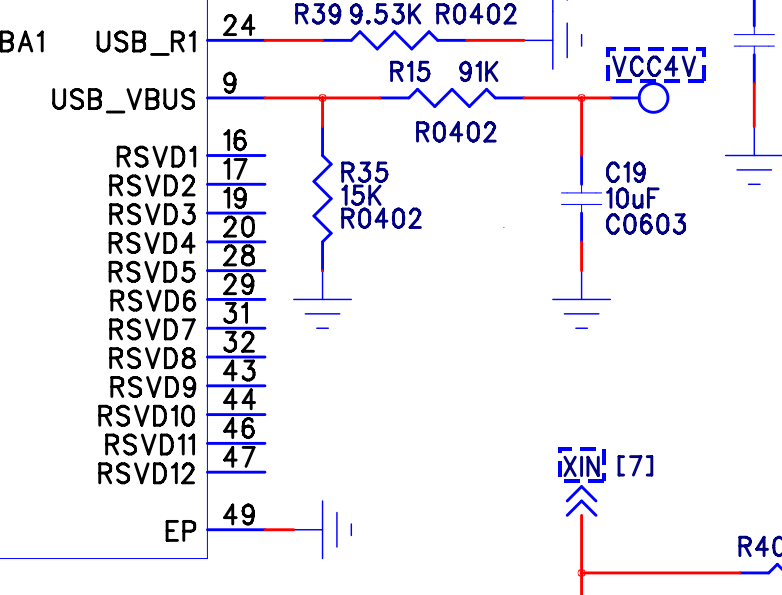 R39 9.53K R0402
BA1 USB_R1 24
R15 91K
VCC4V
USB_VBUS 9
R0402
RSVD1 16
RSVD2 17
RSVD3 19
RSVD4 20
RSVD5 28
RSVD6 29
RSVD7 31
RSVD8 32
RSVD9 43
RSVD10 44
RSVD11 46
RSVD12 47
R35
15K
R0402
C19
10uF
C0603
XIN [7]
EP 49
R40